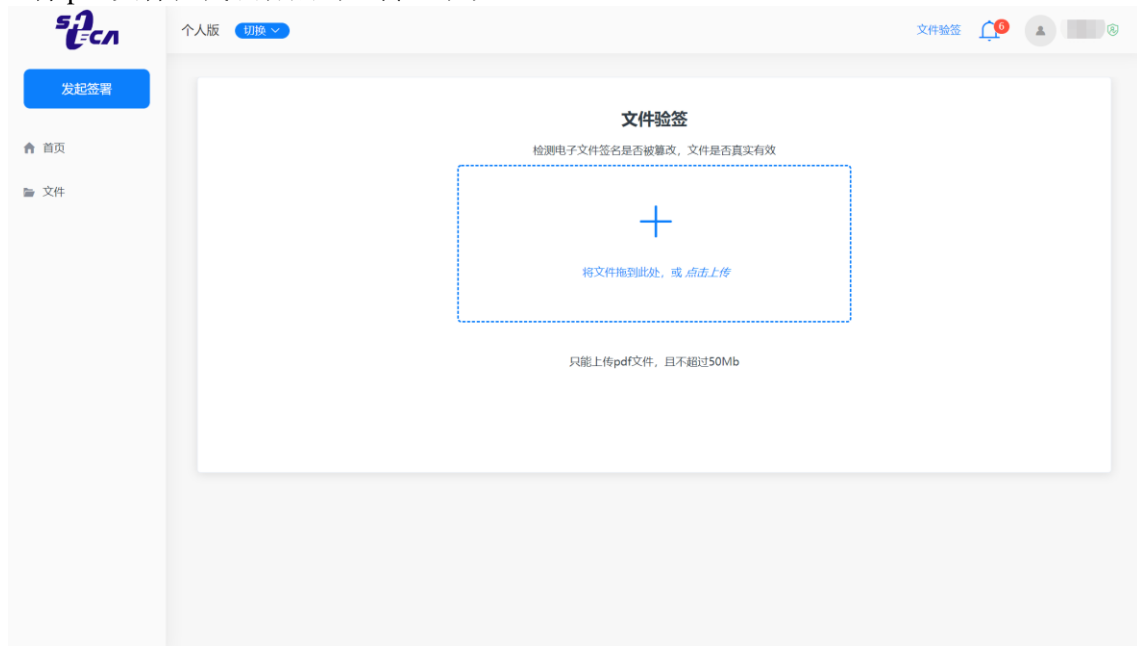 个人版
切换
文件验签
6
发起签署
首页
文件
文件验签
检测电子文件签名是否被篡改，文件是否真实有效
将文件拖到此处，或 点击上传
只能上传pdf文件，且不超过50Mb